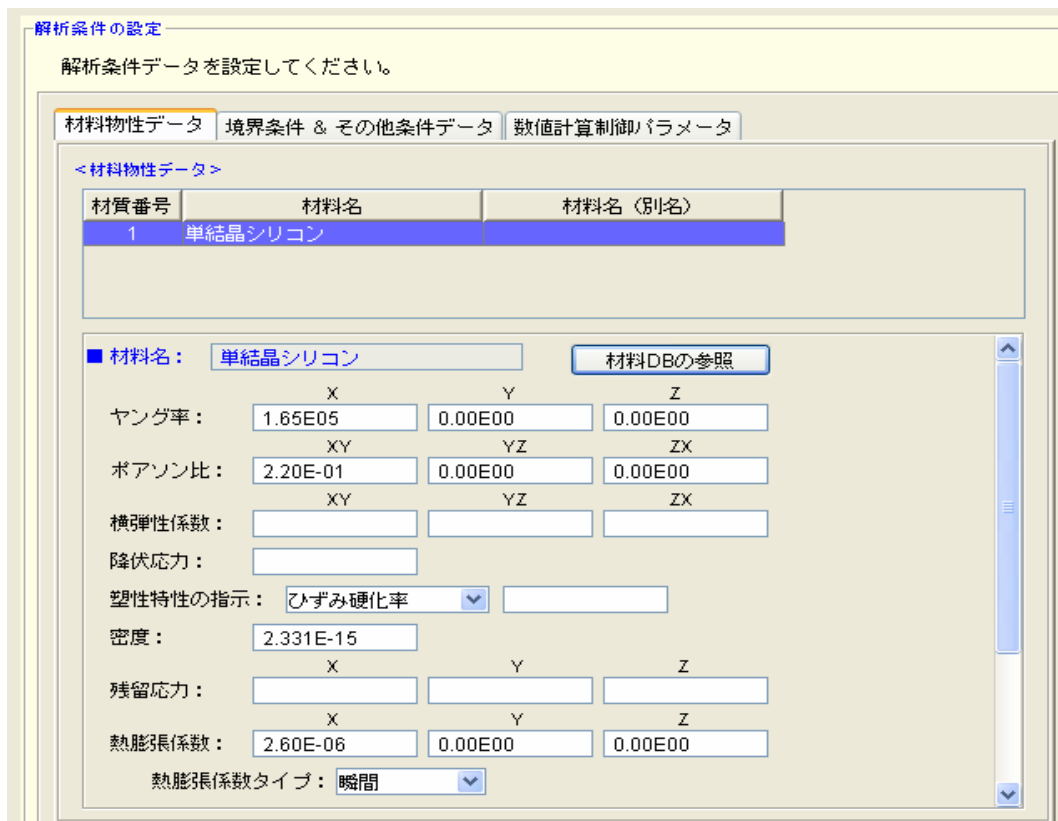 解析条件の設定
解析条件データを設定してください。
材料物性データ 境界条件 & その他条件データ 数値計算制御パラメータ
<材料物性データ>
材質番号 材料名 材料名（別名）
1 単結晶シリコン
■ 材料名： 単結晶シリコン 材料DBの参照
X Y Z
ヤング率： 1.65E05 0.00E00 0.00E00
XY YZ ZX
ポアソン比： 2.20E-01 0.00E00 0.00E00
XY YZ ZX
横弾性係数：
降伏応力：
塑性特性の指示： ひずみ硬化率
密度： 2.331E-15
X Y Z
残留応力：
X Y Z
熱膨張係数： 2.60E-06 0.00E00 0.00E00
熱膨張係数タイプ： 瞬間